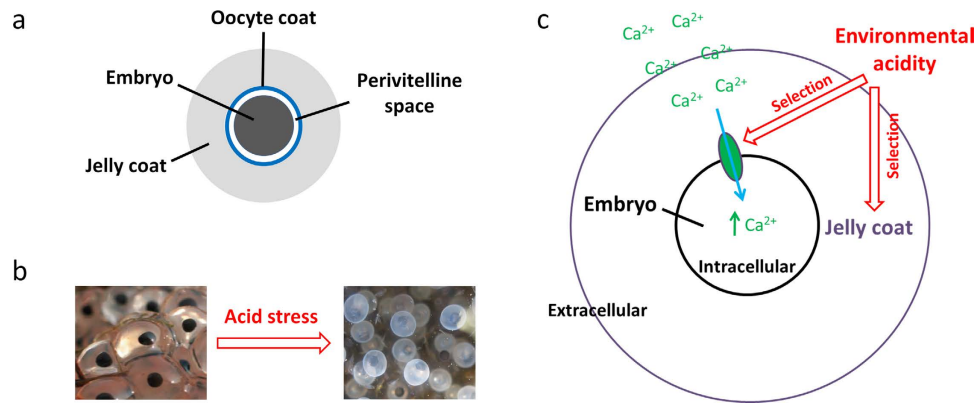 a
Oocyte coat
Embryo
Perivitelline
space
Jelly coat
b
Acid stress
c
Ca²⁺
Ca²⁺
Ca²⁺
Ca²⁺
Ca²⁺
Ca²⁺
Environmental
acidity
Selection
Selection
Embryo
Ca²⁺
Jelly coat
Intracellular
Extracellular